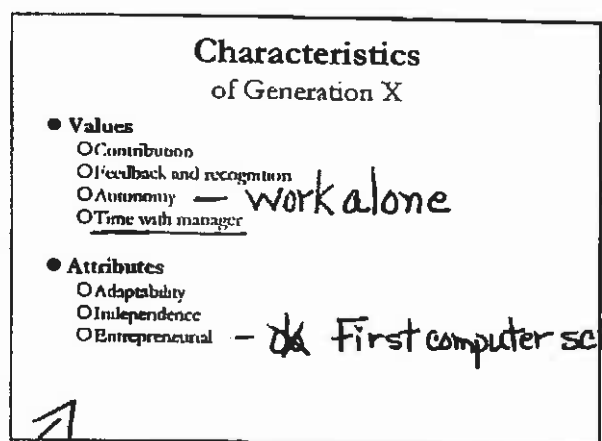 Characteristics
of Generation X
● Values
○ Contribution
○ Feedback and recognition
○ Autonomy — work alone
○ Time with manager
● Attributes
○ Adaptability
○ Independence
○ Entrepreneurial — First computer sc